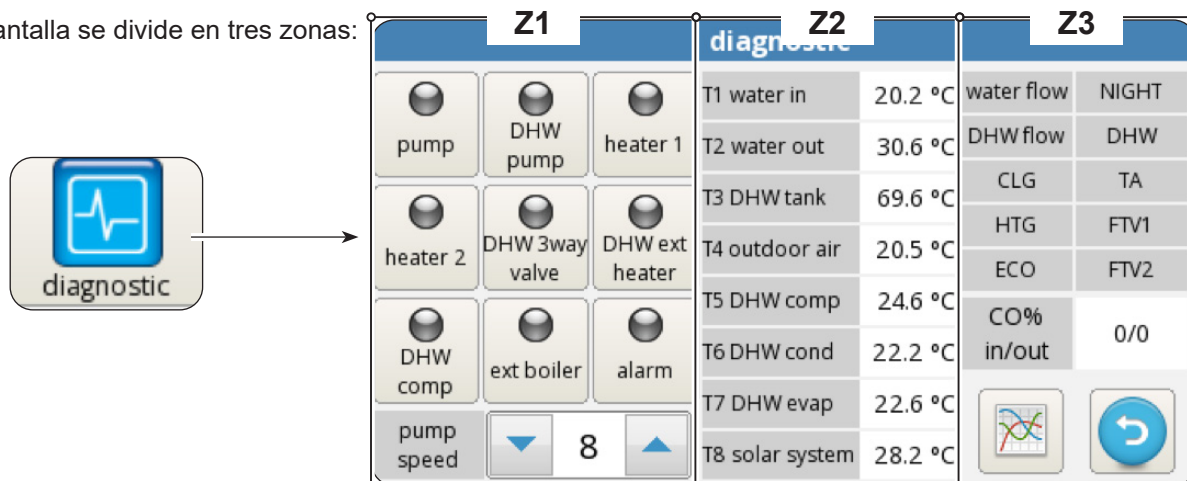 antalla se divide en tres zonas:
diagnostic
Z1
pump
DHW
pump
heater 1
heater 2
DHW 3way
valve
DHW ext
heater
DHW
comp
ext boiler
alarm
pump
speed
8
Z2
diagnostic
T1 water in 20.2 °C
T2 water out 30.6 °C
T3 DHW tank 69.6 °C
T4 outdoor air 20.5 °C
T5 DHW comp 24.6 °C
T6 DHW cond 22.2 °C
T7 DHW evap 22.6 °C
T8 solar system 28.2 °C
Z3
water flow NIGHT
DHW flow DHW
CLG TA
HTG FTV1
ECO FTV2
CO%
in/out
0/0